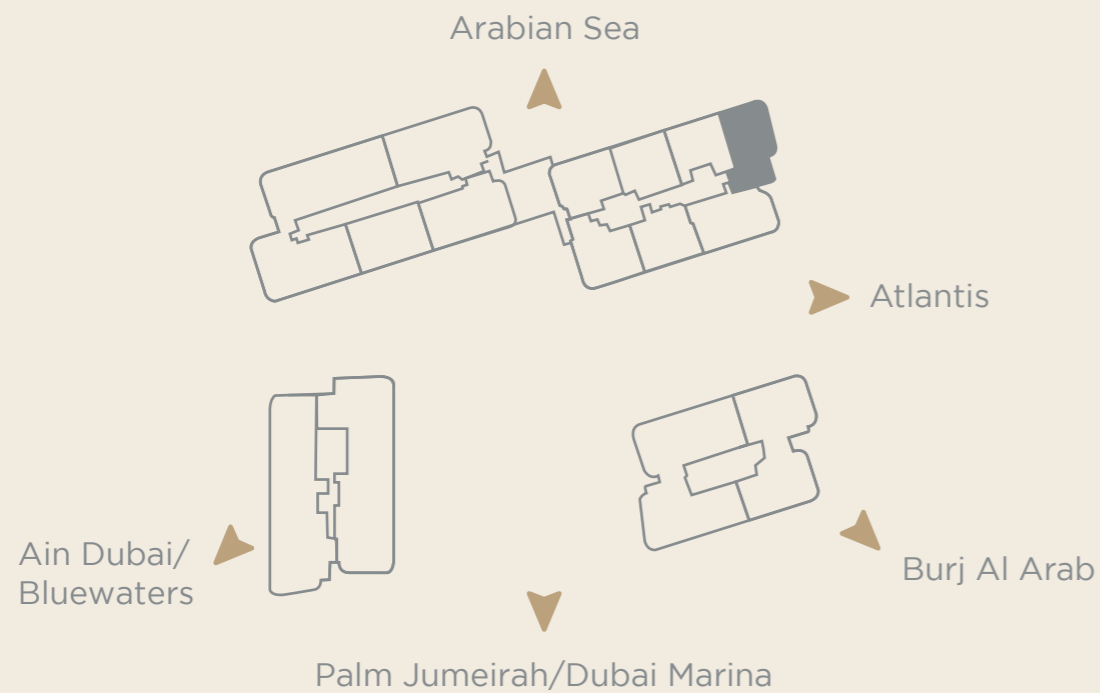 Arabian Sea
Atlantis
Ain Dubai/
Bluewaters
Burj Al Arab
Palm Jumeirah/Dubai Marina